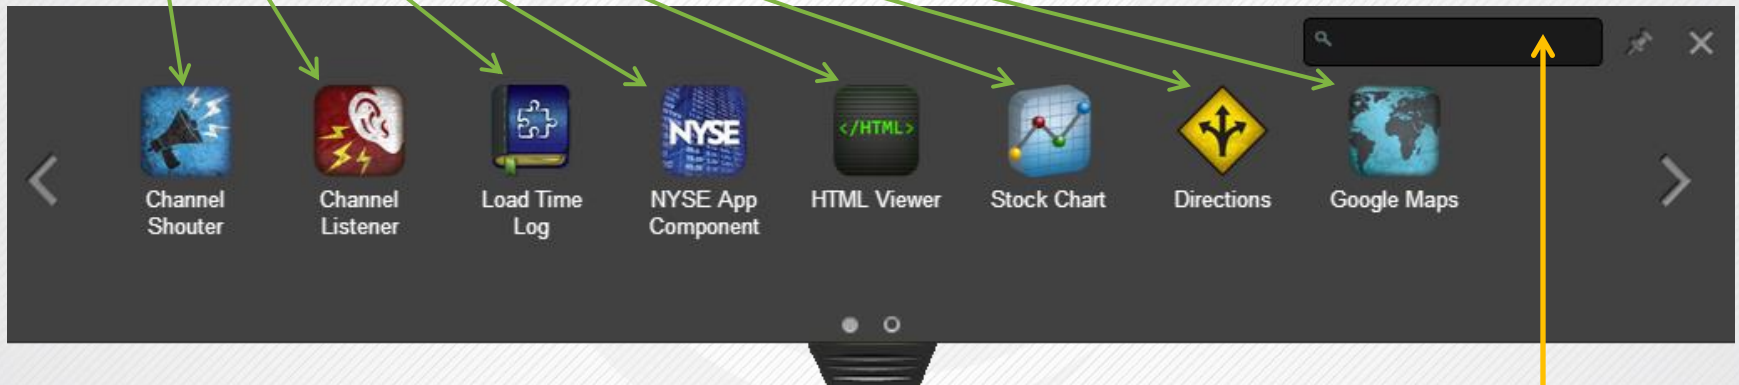 NYSE
</HTML>
Channel
Shouter
Channel
Listener
Load Time
Log
NYSE App
Component
HTML Viewer
Stock Chart
Directions
Google Maps